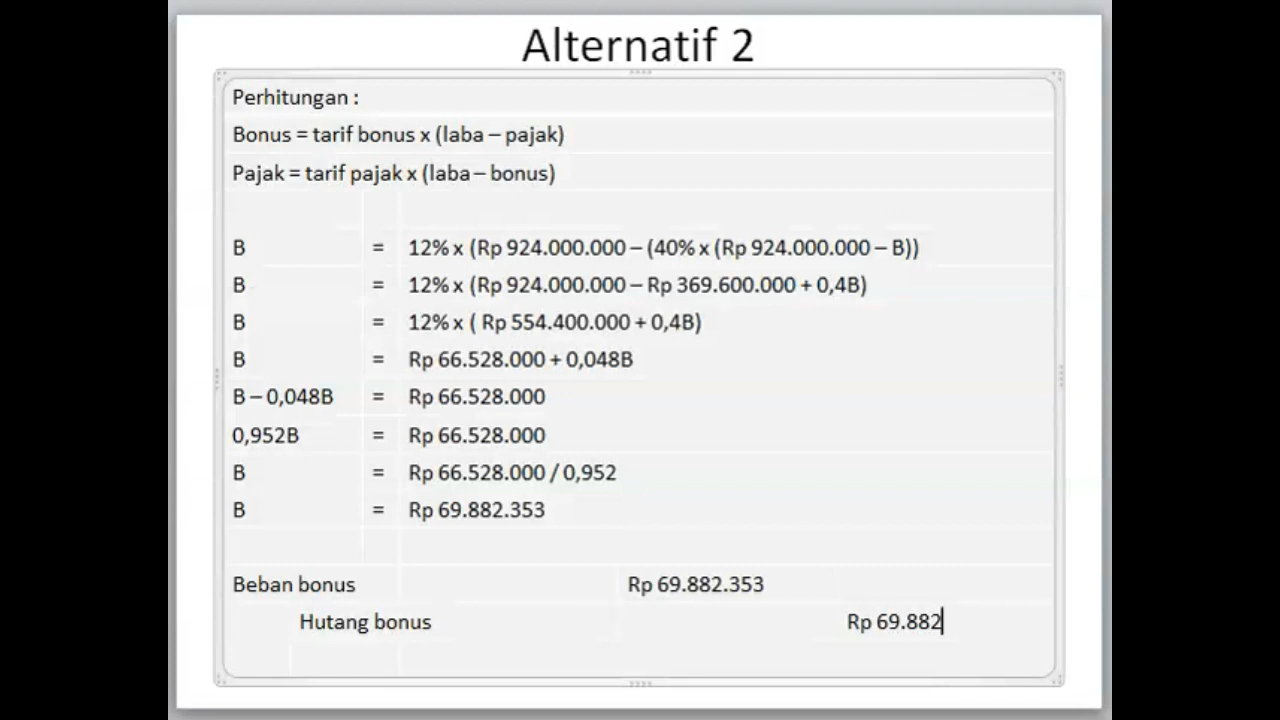 Alternatif 2
Perhitungan :
Bonus = tarif bonus x (laba – pajak)
Pajak = tarif pajak x (laba – bonus)
B = 12% x (Rp 924.000.000 – (40% x (Rp 924.000.000 – B))
B = 12% x (Rp 924.000.000 – Rp 369.600.000 + 0,4B)
B = 12% x ( Rp 554.400.000 + 0,4B)
B = Rp 66.528.000 + 0,048B
B – 0,048B = Rp 66.528.000
0,952B = Rp 66.528.000
B = Rp 66.528.000 / 0,952
B = Rp 69.882.353
Beban bonus Rp 69.882.353
Hutang bonus Rp 69.882